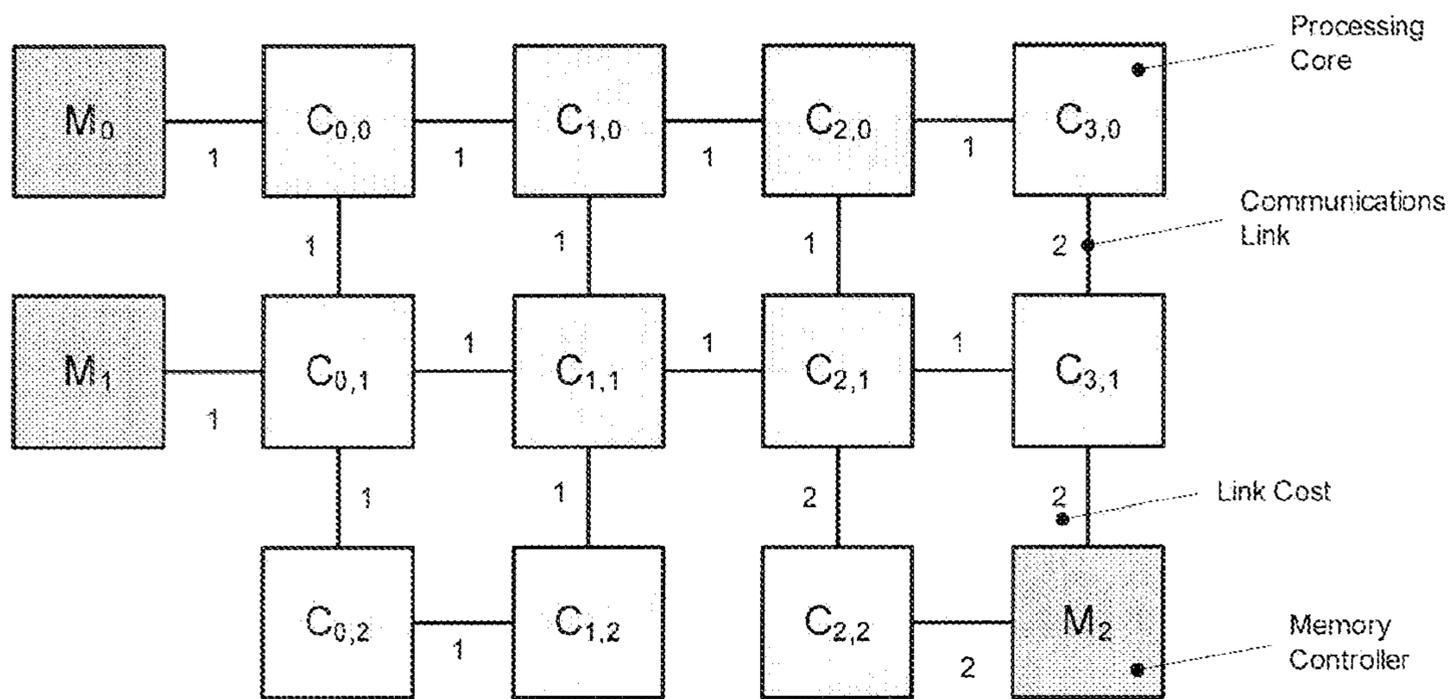 Processing
Core
M₀ C₀,₀ C₁,₀ C₂,₀ C₃,₀
1 1 1 1
Communications
Link
1 1 1 2
M₁ C₀,₁ C₁,₁ C₂,₁ C₃,₁
1 1 1 1
1 1 2 2 Link Cost
C₀,₂ C₁,₂ C₂,₂ M₂
1 2
Memory
Controller